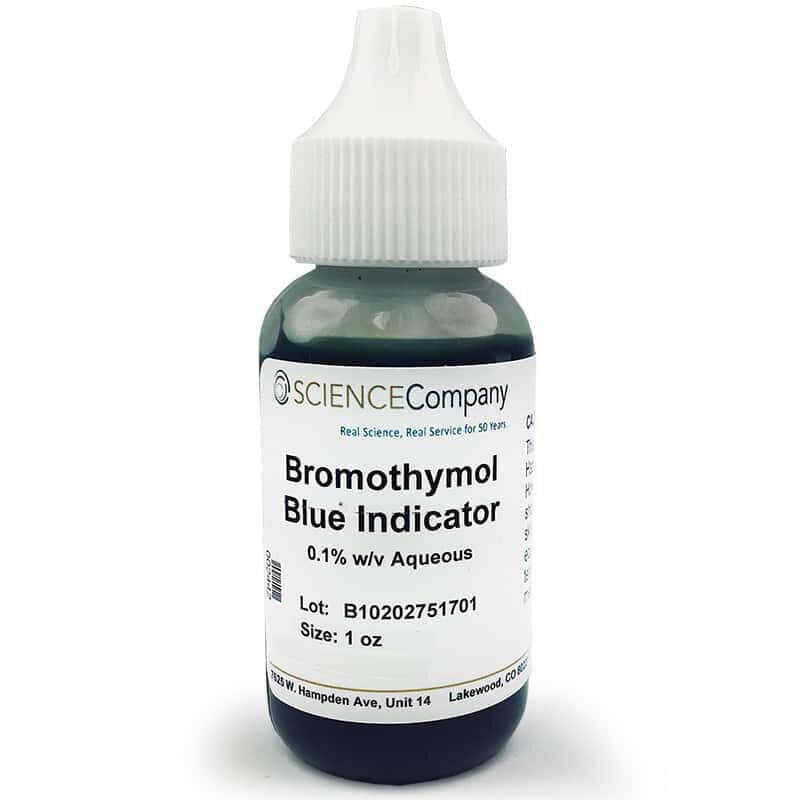 SCIENCECompany
Real Science, Real Service for 50 Years.
Bromothymol
Blue Indicator
0.1% w/v Aqueous
Lot: B10202751701
Size: 1 oz
7625 W. Hampden Ave, Unit 14 Lakewood, CO